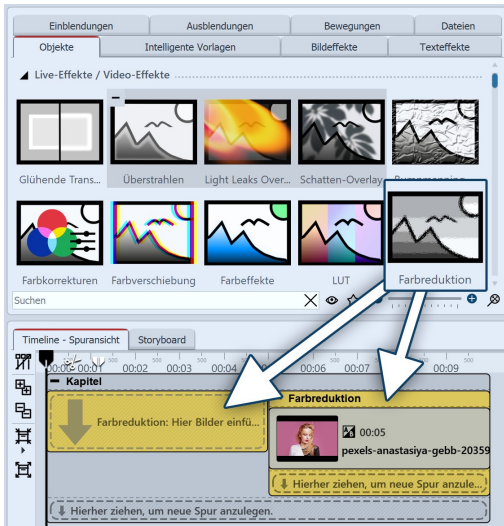 Einblendungen Ausblendungen Bewegungen Dateien
Objekte Intelligente Vorlagen Bildeffekte Texteffekte
Live-Effekte / Video-Effekte
Glühende Trans... Überstrahlen Light Leaks Over... Schatten-Overlay
Farbkorrekturen Farbverschiebung Farbeffekte LUT Farbreduktion
Suchen
Timeline - Spuransicht Storyboard
00:00 00:01 00:02 00:03 00:04 00:06 00:07 00:09
Kapitel
Farbreduktion
Farbreduktion: Hier Bilder einfü...
00:05
pexels-anastasiya-gebb-20359
Hierher ziehen, um neue Spur anzule...
Hierher ziehen, um neue Spur anzulegen.